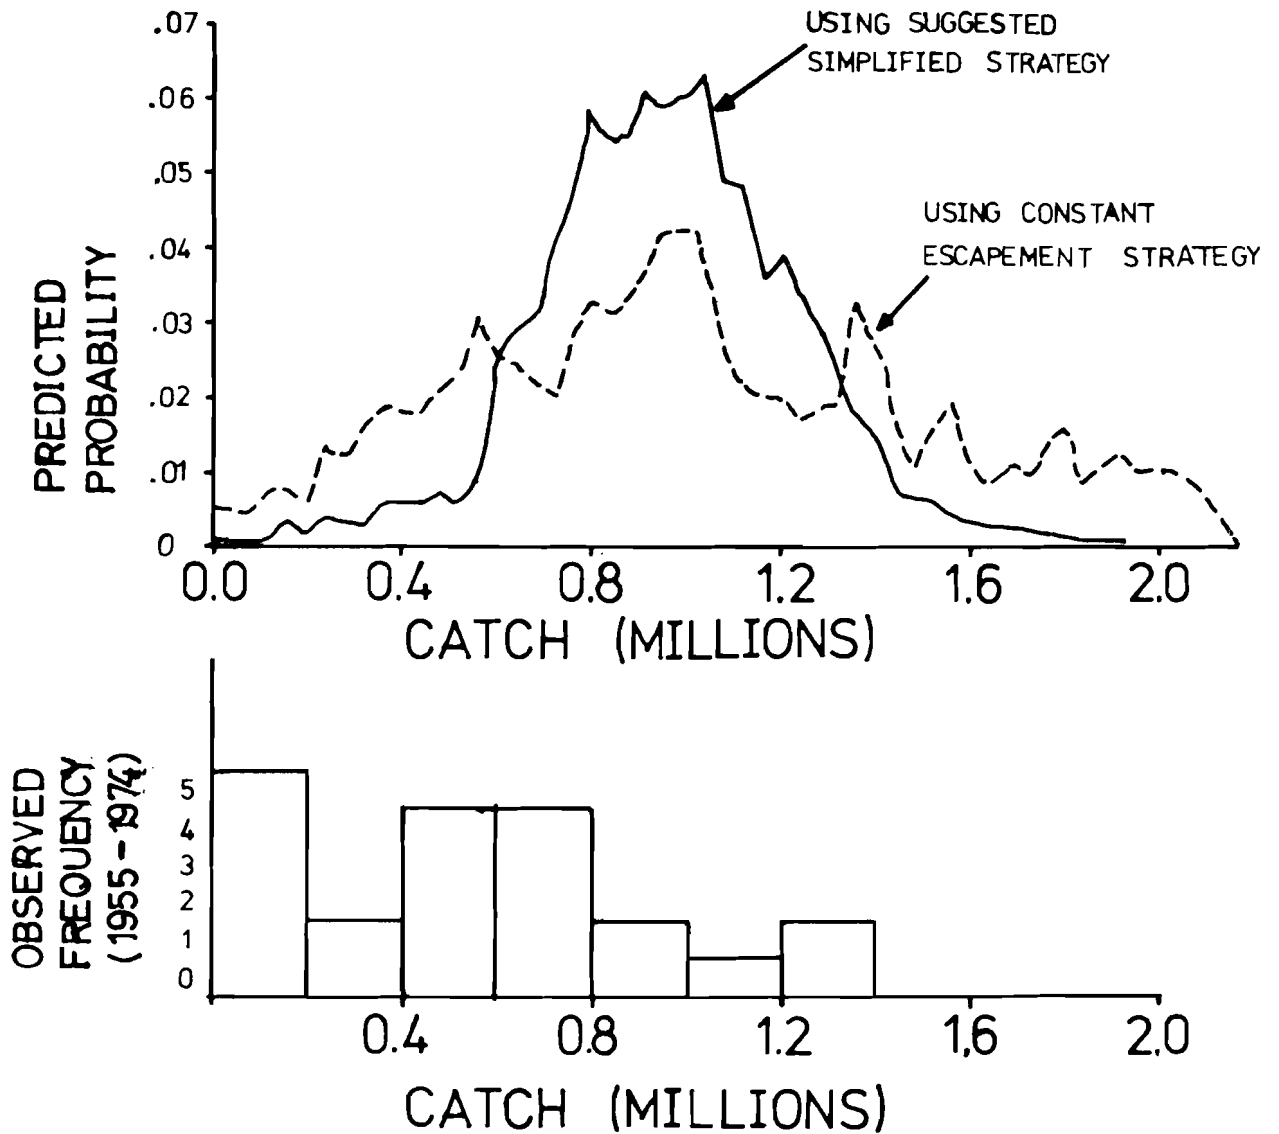 USING SUGGESTED
SIMPLIFIED STRATEGY
USING CONSTANT
ESCAPEMENT STRATEGY
PREDICTED
PROBABILITY
.07
.06
.05
.04
.03
.02
.01
0
0.0 0.4 0.8 1.2 1.6 2.0
CATCH (MILLIONS)
OBSERVED
FREQUENCY
(1955-1974)
5
4
3
2
1
0
0.4 0.8 1.2 1,6 2.0
CATCH (MILLIONS)